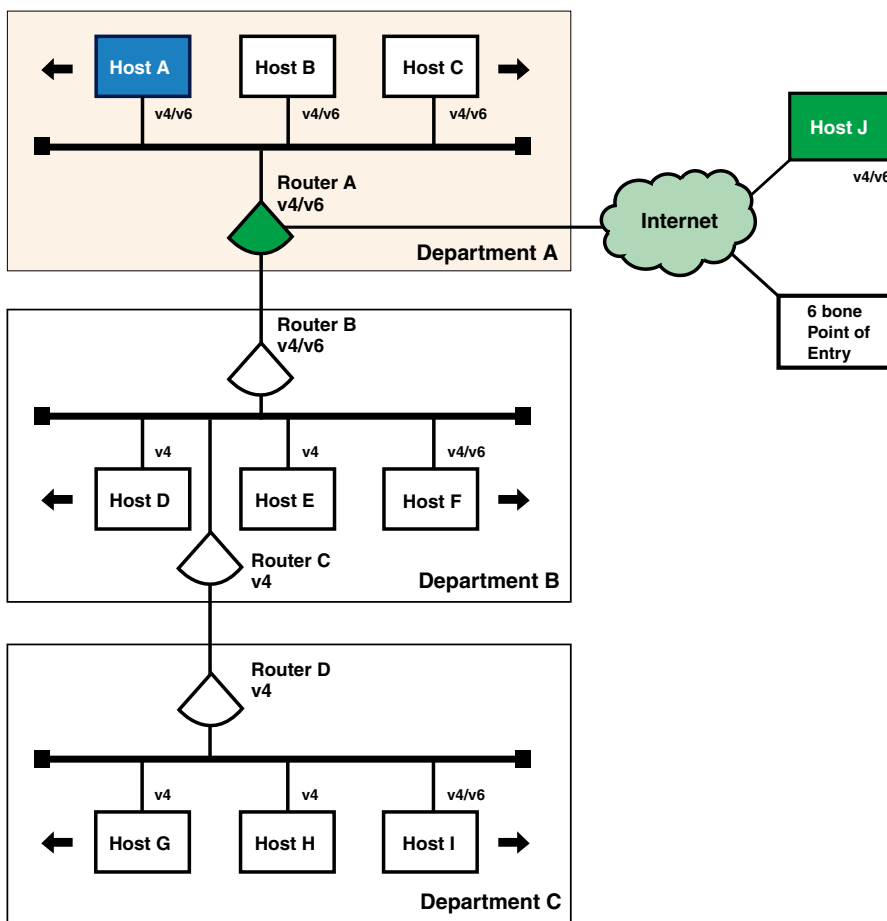 Host A
Host B
Host C
v4/v6
v4/v6
v4/v6
Router A
v4/v6
Department A
Internet
Host J
v4/v6
6 bone
Point of
Entry
Router B
v4/v6
v4
v4
v4/v6
Host D
Host E
Host F
Router C
v4
Department B
Router D
v4
v4
v4
v4/v6
Host G
Host H
Host I
Department C